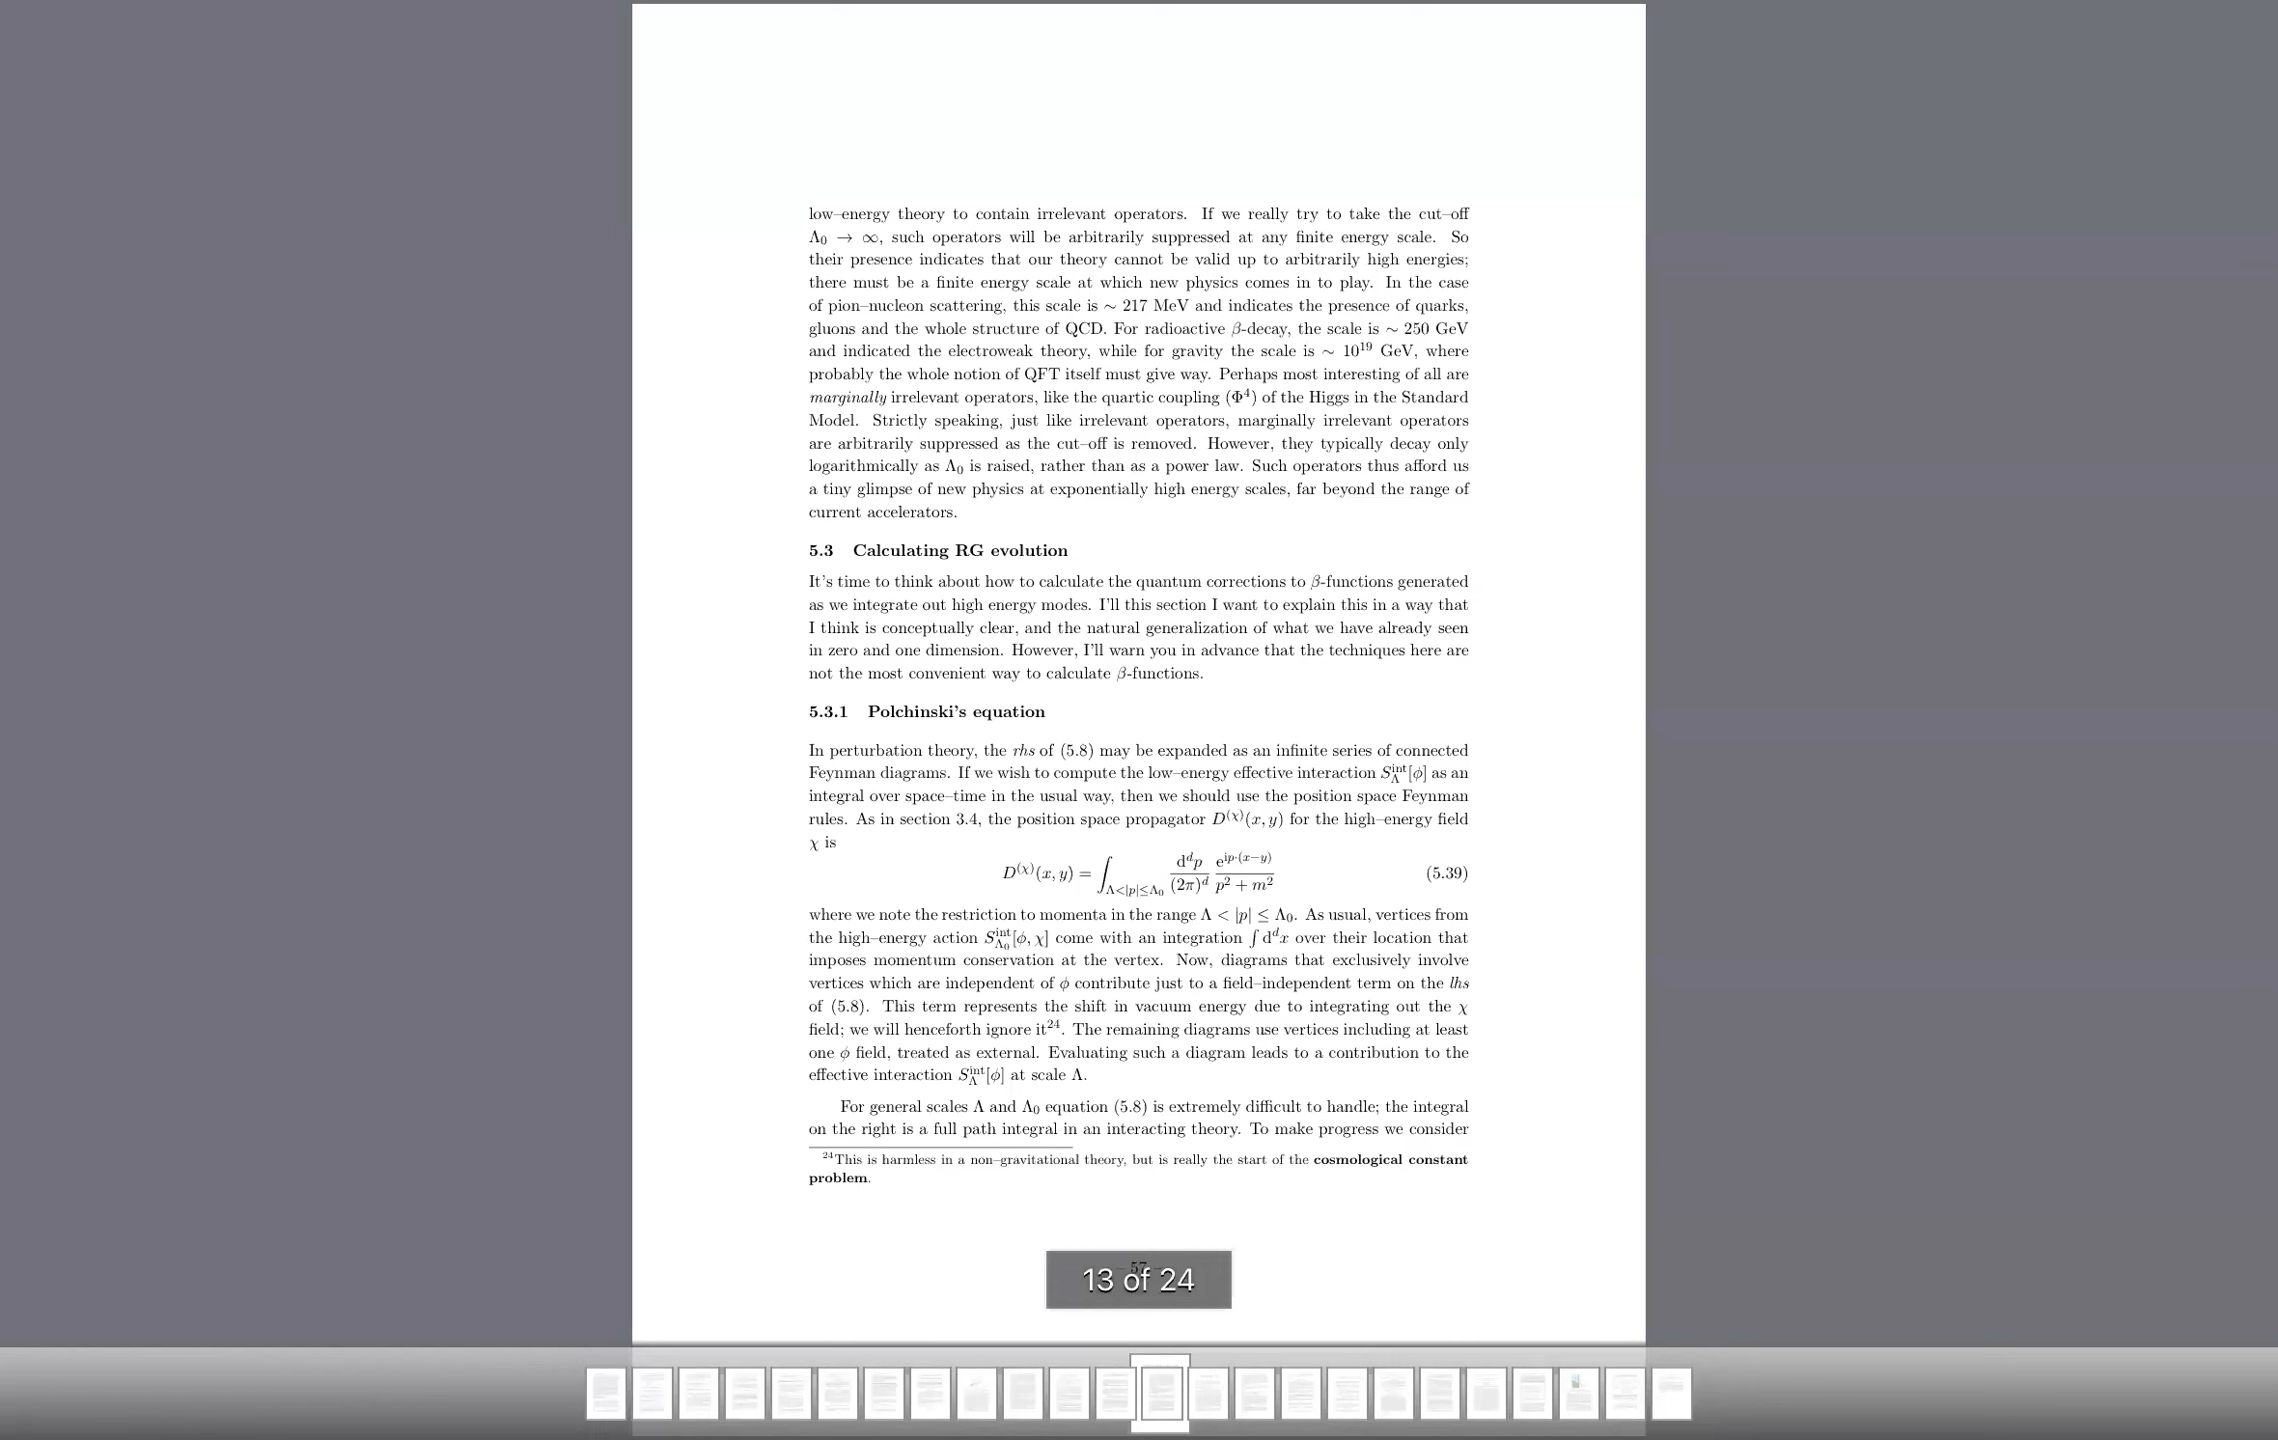 low–energy theory to contain irrelevant operators. If we really try to take the cut–off
Λ₀ → ∞, such operators will be arbitrarily suppressed at any finite energy scale. So
their presence indicates that our theory cannot be valid up to arbitrarily high energies;
there must be a finite energy scale at which new physics comes in to play. In the case
of pion–nucleon scattering, this scale is ∼ 217 MeV and indicates the presence of quarks,
gluons and the whole structure of QCD. For radioactive β-decay, the scale is ∼ 250 GeV
and indicated the electroweak theory, while for gravity the scale is ∼ 10¹⁹ GeV, where
probably the whole notion of QFT itself must give way. Perhaps most interesting of all are
marginally irrelevant operators, like the quartic coupling (Φ⁴) of the Higgs in the Standard
Model. Strictly speaking, just like irrelevant operators, marginally irrelevant operators
are arbitrarily suppressed as the cut–off is removed. However, they typically decay only
logarithmically as Λ₀ is raised, rather than as a power law. Such operators thus afford us
a tiny glimpse of new physics at exponentially high energy scales, far beyond the range of
current accelerators.
5.3 Calculating RG evolution
It's time to think about how to calculate the quantum corrections to β-functions generated
as we integrate out high energy modes. I'll this section I want to explain this in a way that
I think is conceptually clear, and the natural generalization of what we have already seen
in zero and one dimension. However, I'll warn you in advance that the techniques here are
not the most convenient way to calculate β-functions.
5.3.1 Polchinski's equation
In perturbation theory, the rhs of (5.8) may be expanded as an infinite series of connected
Feynman diagrams. If we wish to compute the low–energy effective interaction S_Λ^int[ϕ] as an
integral over space–time in the usual way, then we should use the position space Feynman
rules. As in section 3.4, the position space propagator D^(χ)(x, y) for the high–energy field
χ is
D^(χ)(x, y) = ∫_{Λ<|p|≤Λ₀} d^d p/(2π)^d e^{ip·(x−y)}/(p² + m²) (5.39)
where we note the restriction to momenta in the range Λ < |p| ≤ Λ₀. As usual, vertices from
the high–energy action S_{Λ₀}^int[ϕ, χ] come with an integration ∫ d^d x over their location that
imposes momentum conservation at the vertex. Now, diagrams that exclusively involve
vertices which are independent of ϕ contribute just to a field–independent term on the lhs
of (5.8). This term represents the shift in vacuum energy due to integrating out the χ
field; we will henceforth ignore it²⁴. The remaining diagrams use vertices including at least
one ϕ field, treated as external. Evaluating such a diagram leads to a contribution to the
effective interaction S_Λ^int[ϕ] at scale Λ.
For general scales Λ and Λ₀ equation (5.8) is extremely difficult to handle; the integral
on the right is a full path integral in an interacting theory. To make progress we consider
²⁴This is harmless in a non–gravitational theory, but is really the start of the cosmological constant
problem.
– 57 –
13 of 24